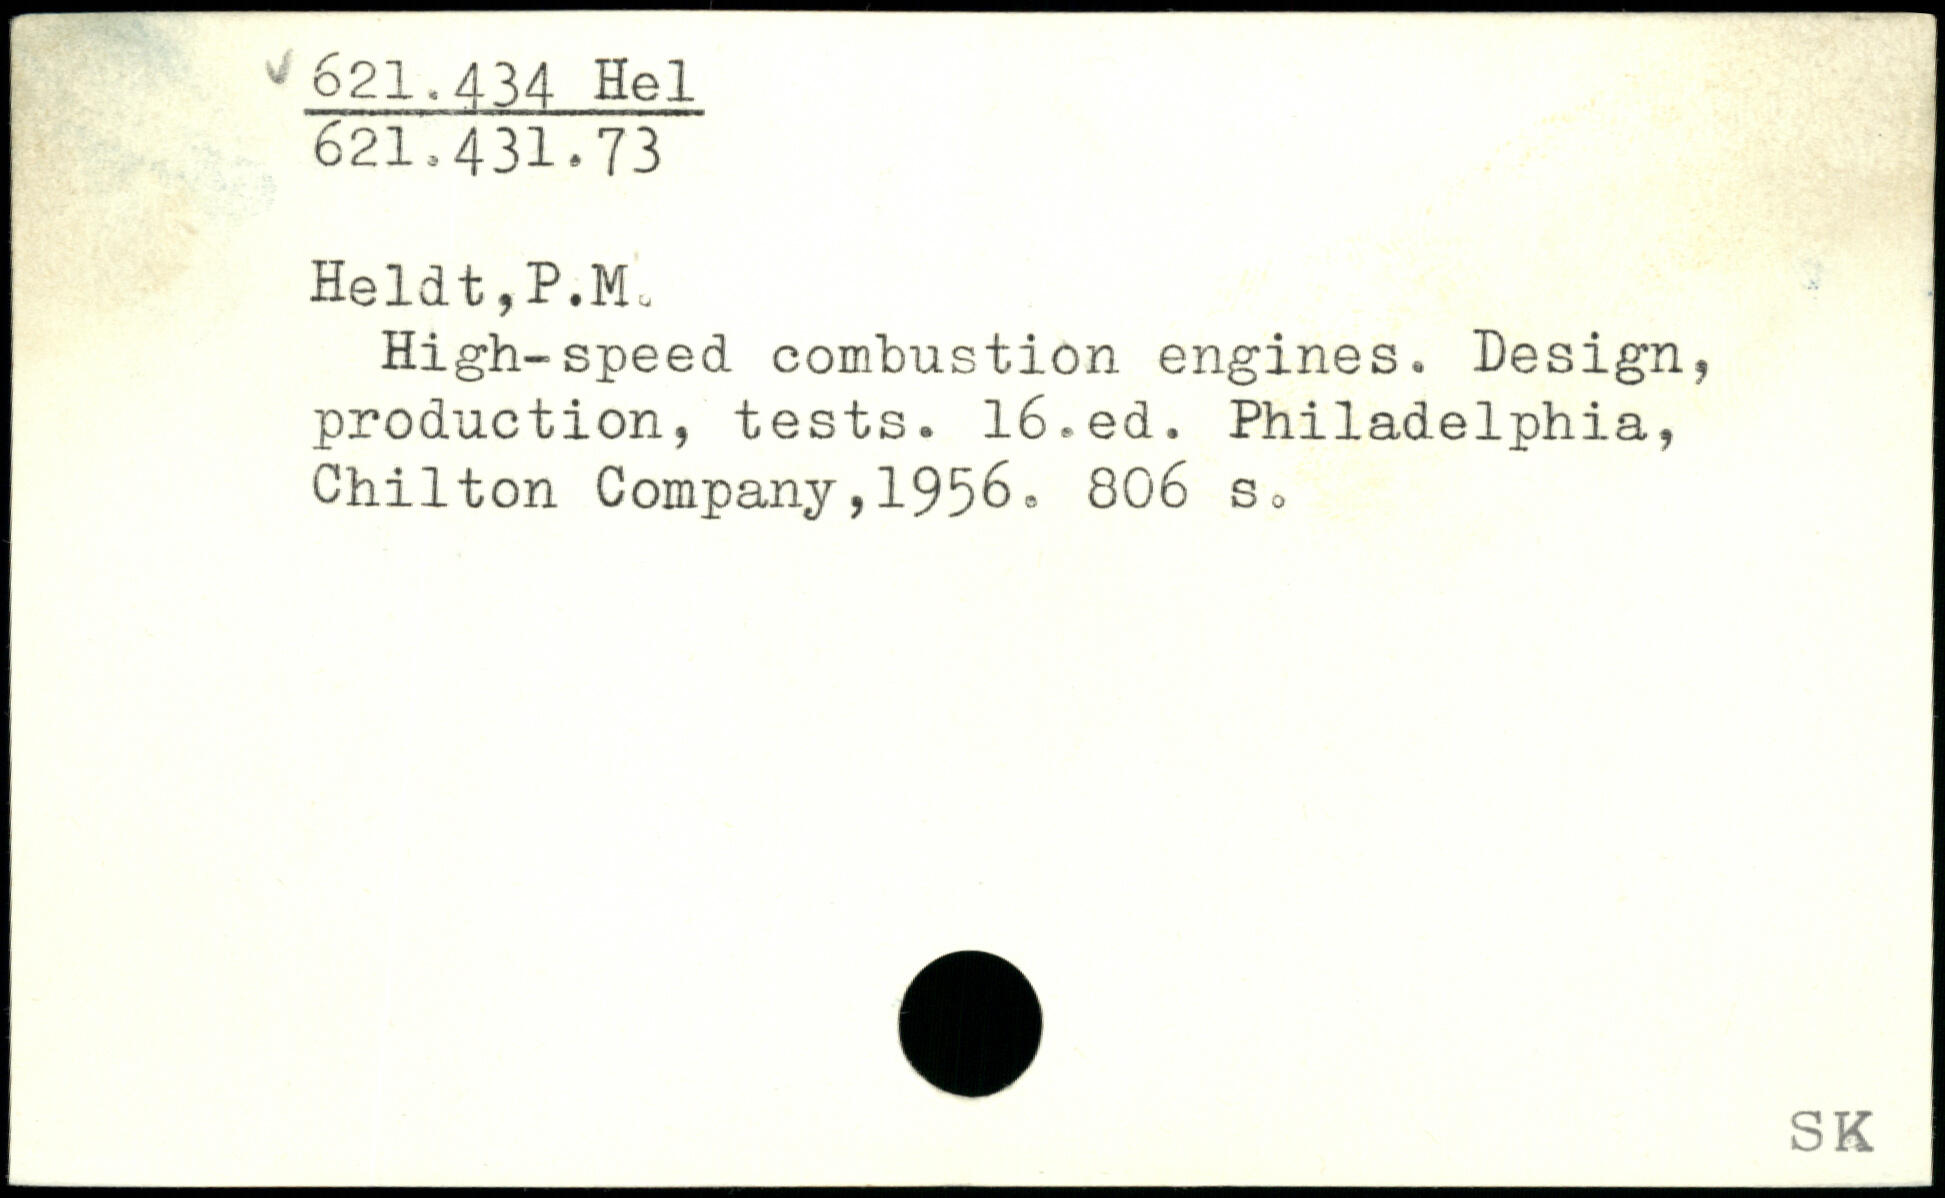 ✓ 621.434 Hel
621.431.73
Heldt,P.M.
High-speed combustion engines. Design,
production, tests. 16.ed. Philadelphia,
Chilton Company,1956. 806 s.
SK